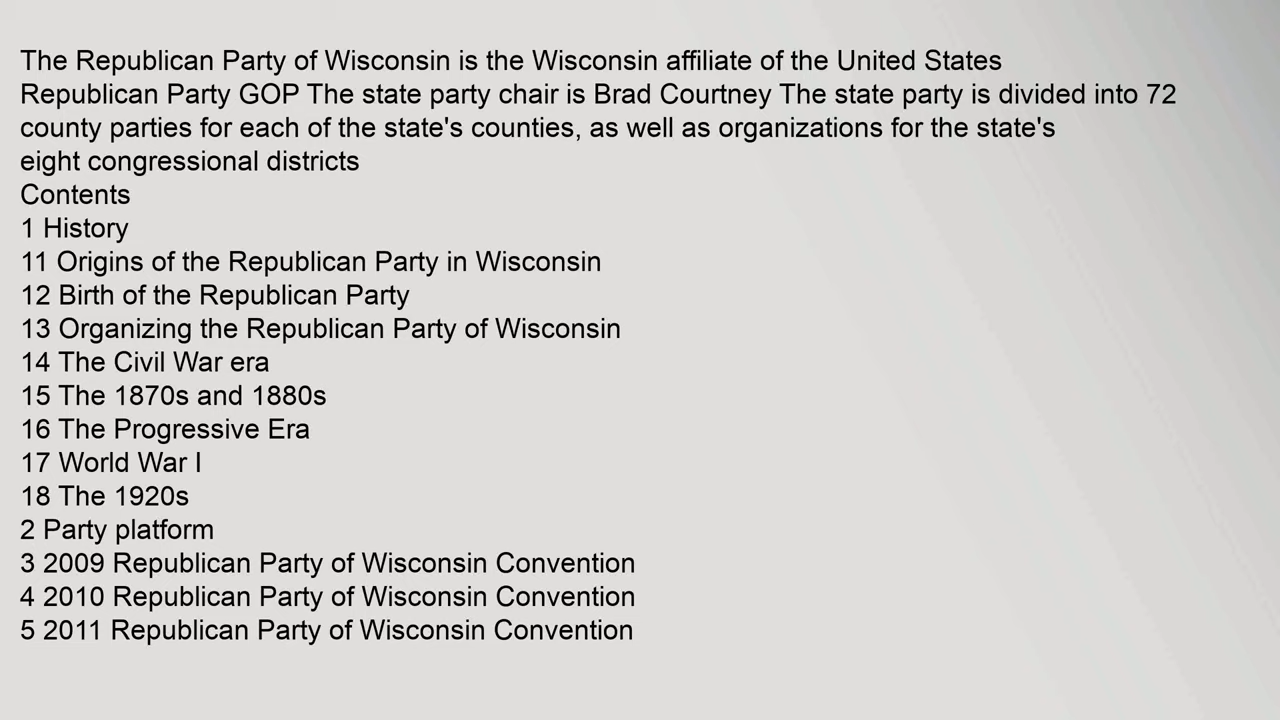 The Republican Party of Wisconsin is the Wisconsin affiliate of the United States
Republican Party GOP The state party chair is Brad Courtney The state party is divided into 72
county parties for each of the state's counties, as well as organizations for the state's
eight congressional districts
Contents
1 History
11 Origins of the Republican Party in Wisconsin
12 Birth of the Republican Party
13 Organizing the Republican Party of Wisconsin
14 The Civil War era
15 The 1870s and 1880s
16 The Progressive Era
17 World War I
18 The 1920s
2 Party platform
3 2009 Republican Party of Wisconsin Convention
4 2010 Republican Party of Wisconsin Convention
5 2011 Republican Party of Wisconsin Convention